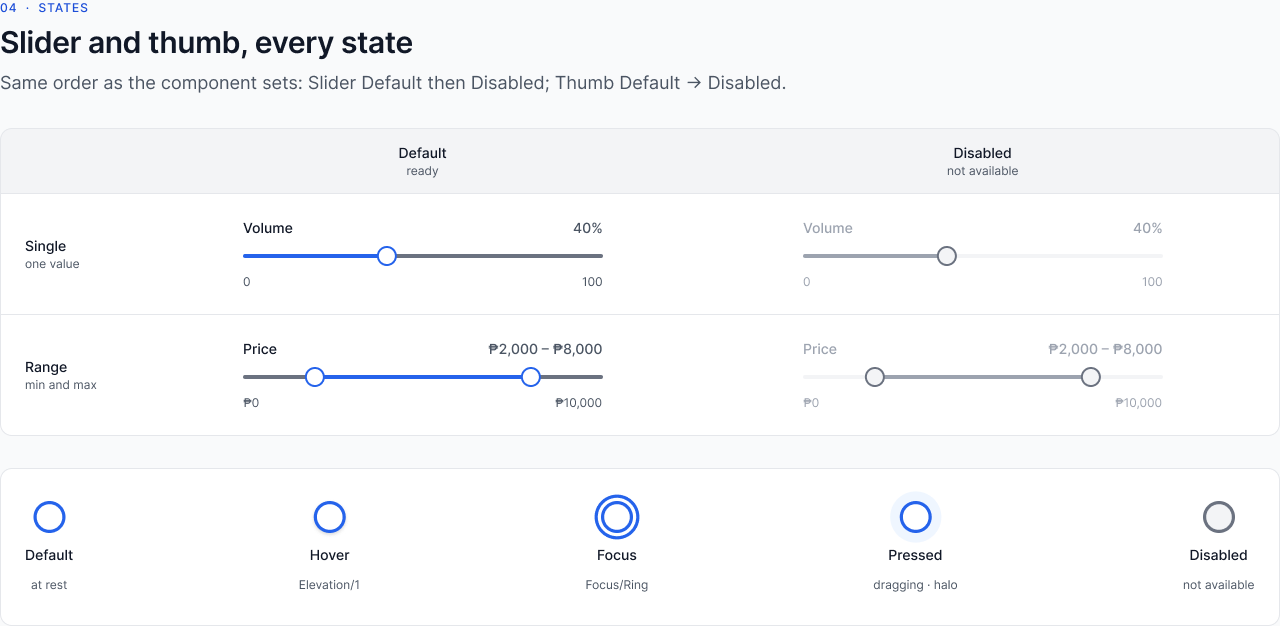 04 · STATES
Slider and thumb, every state
Same order as the component sets: Slider Default then Disabled; Thumb Default → Disabled.
Default
ready
Disabled
not available
Single
one value
Volume 40%
0 100
Volume 40%
0 100
Range
min and max
Price ₱2,000 – ₱8,000
₱0 ₱10,000
Price ₱2,000 – ₱8,000
₱0 ₱10,000
Default
at rest
Hover
Elevation/1
Focus
Focus/Ring
Pressed
dragging · halo
Disabled
not available